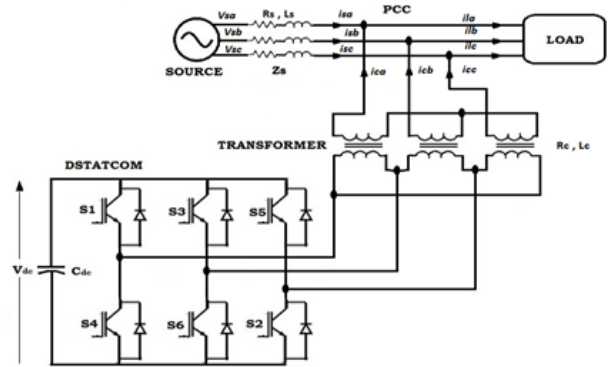 Vsa Rs , Ls isa PCC ila
Vsb isb ilb
Vsc isc ilc
SOURCE Zs LOAD
ica icb icc
TRANSFORMER Rc , Lc
DSTATCOM
S1 S3 S5
Vdc Cdc
S4 S6 S2